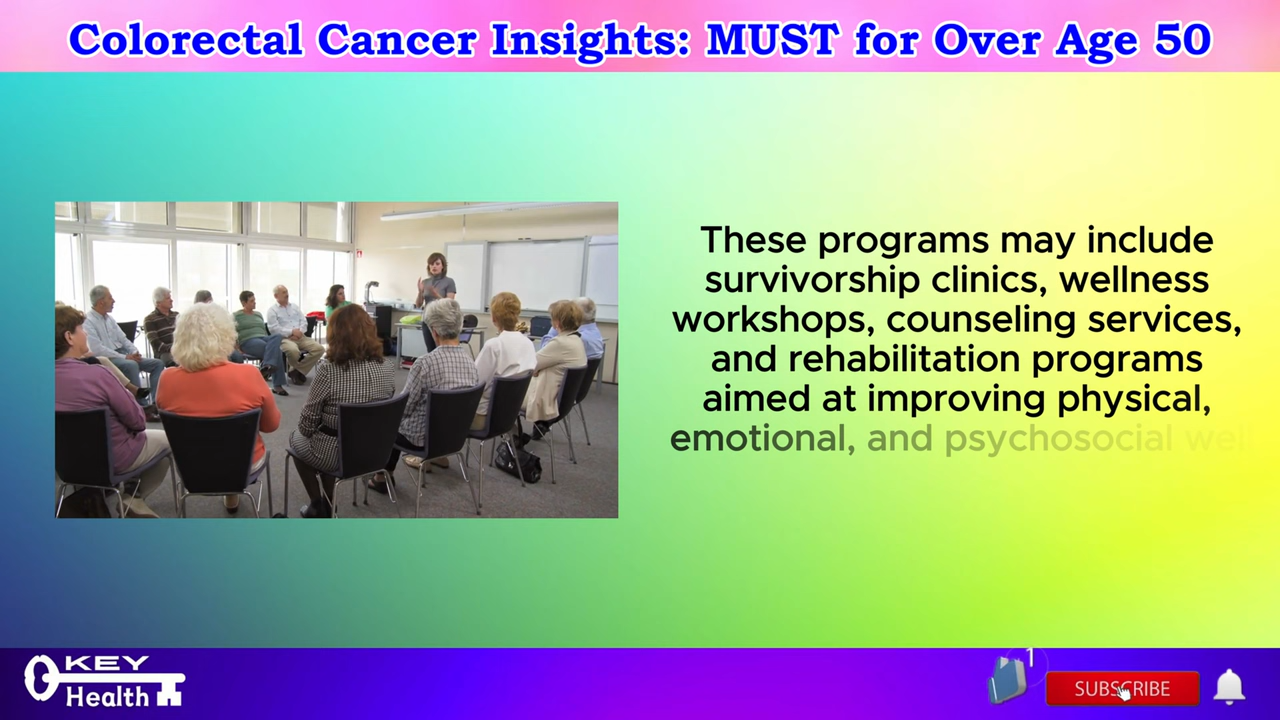 Colorectal Cancer Insights: MUST for Over Age 50
These programs may include
survivorship clinics, wellness
workshops, counseling services,
and rehabilitation programs
aimed at improving physical,
emotional, and psychosocial
KEY
Health
1
SUBSCRIBE